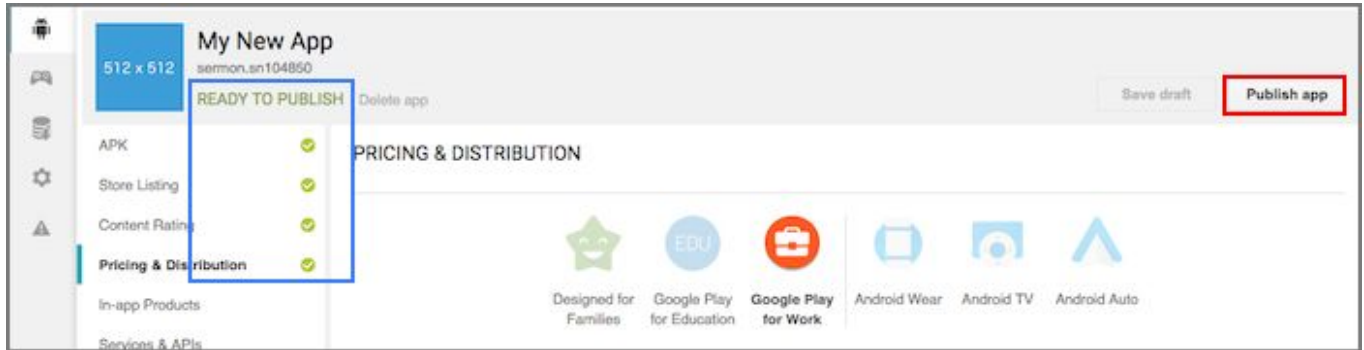 My New App
512 x 512
sermon.sn104850
READY TO PUBLISH
Delete app
Save draft
Publish app
APK
Store Listing
Content Rating
Pricing & Distribution
In-app Products
Services & APIs
PRICING & DISTRIBUTION
EDU
Designed for
Families
Google Play
for Education
Google Play
for Work
Android Wear
Android TV
Android Auto